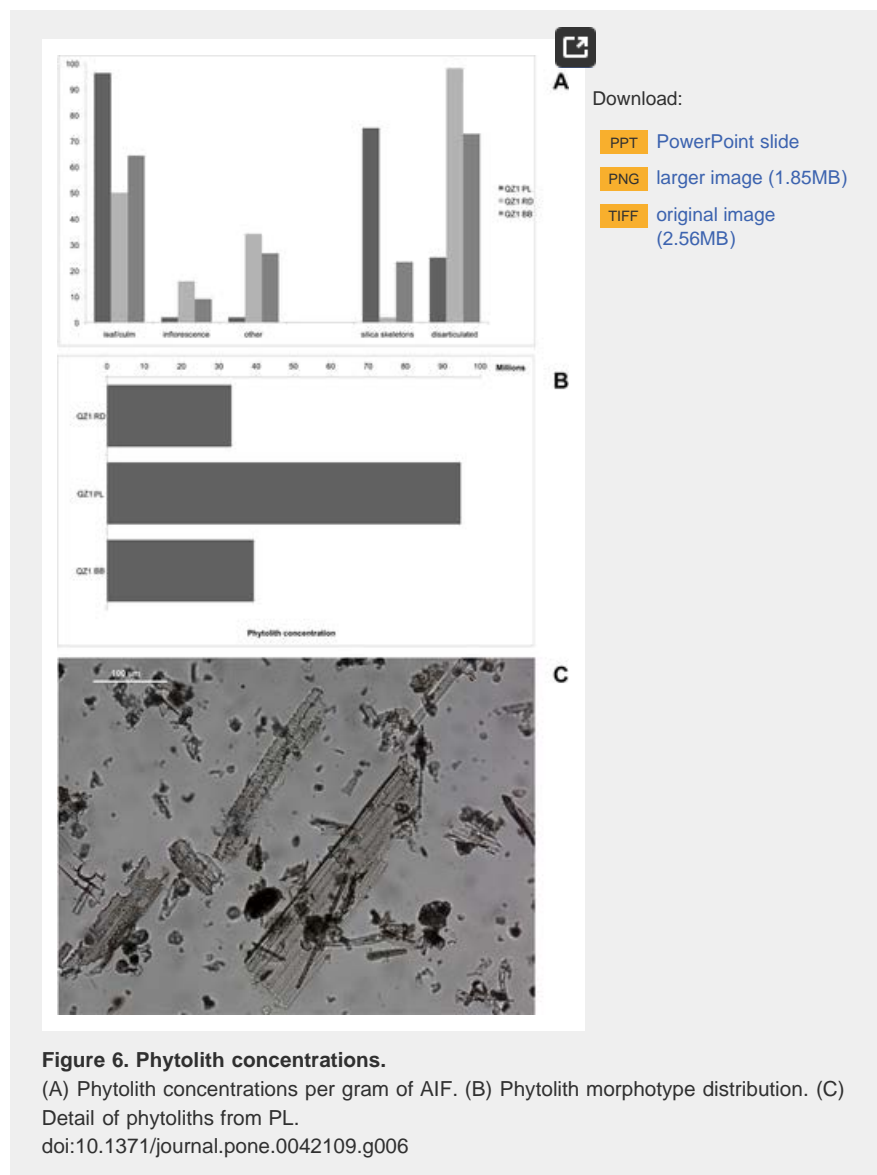 100
90
80
70
60
50
40
30
20
10
0
leaf/culm inflorescence other silica skeletons disarticulated
QZ1 PL
QZ1 RD
QZ1 BB
A
Download:
PPT PowerPoint slide
PNG larger image (1.85MB)
TIFF original image
(2.56MB)
0 10 20 30 40 50 60 70 80 90 100 Millions
B
QZ1 RD
QZ1 PL
QZ1 BB
Phytolith concentration
C
100 µm
Figure 6. Phytolith concentrations.
(A) Phytolith concentrations per gram of AIF. (B) Phytolith morphotype distribution. (C)
Detail of phytoliths from PL.
doi:10.1371/journal.pone.0042109.g006